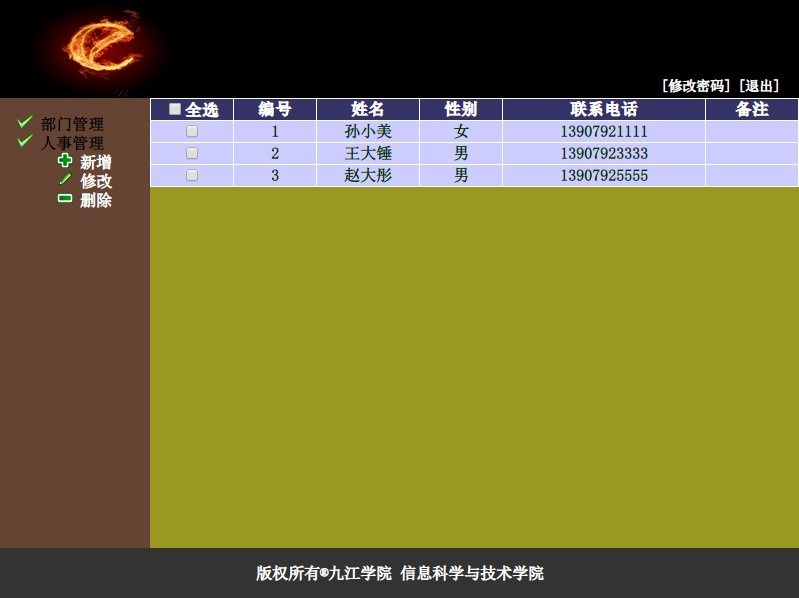 [修改密码] [退出]
部门管理
人事管理
新增
修改
删除
全选 编号 姓名 性别 联系电话 备注
1 孙小美 女 13907921111
2 王大锤 男 13907923333
3 赵大彤 男 13907925555
版权所有®九江学院 信息科学与技术学院